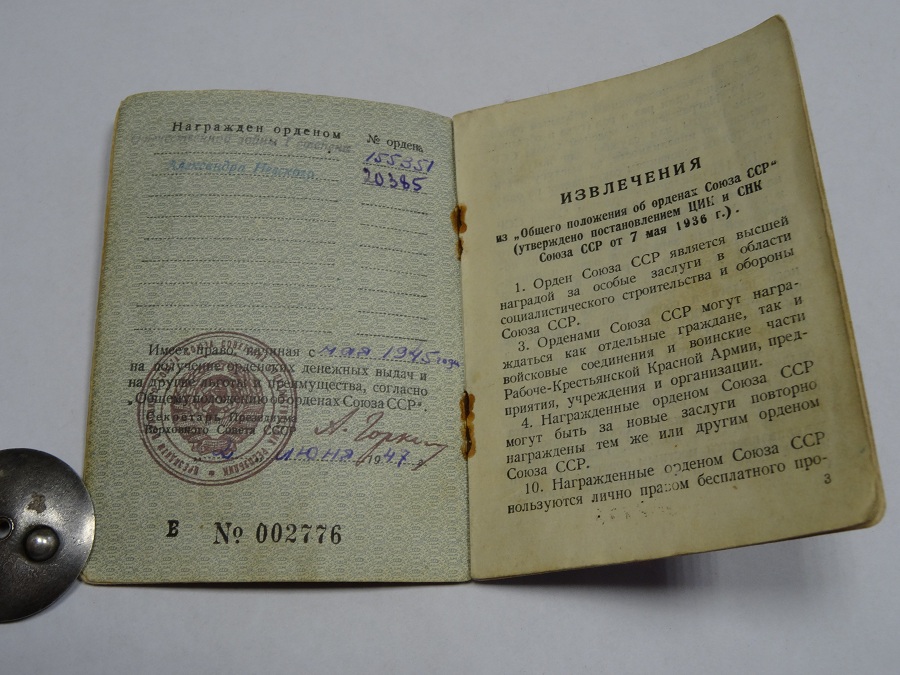 Награжден орденом № ордена
Отечественной войны I степени 155351
Александра Невского 20385
Имеет право, начиная с мая 1945 года
на получение орденских денежных выдач и
на другие льготы и преимущества, согласно
„Общему положению об орденах Союза ССР“.
Секретарь Президиума
Верховного Совета СССР А. Горкин
2 июня 1947 г.
В № 002776
ИЗВЛЕЧЕНИЯ
из „Общего положения об орденах Союза ССР“
(утверждено постановлением ЦИК и СНК
Союза ССР от 7 мая 1936 г.).
1. Орден Союза ССР является высшей
наградой за особые заслуги в области
социалистического строительства и обороны
Союза ССР.
3. Орденами Союза ССР могут награ-
ждаться как отдельные граждане, так и
войсковые соединения и воинские части
Рабоче-Крестьянской Красной Армии, пред-
приятия, учреждения и организации.
4. Награжденные орденом Союза ССР
могут быть за новые заслуги повторно
награждены тем же или другим орденом
Союза ССР.
10. Награжденные орденом Союза ССР
пользуются лично правом бесплатного про-
3